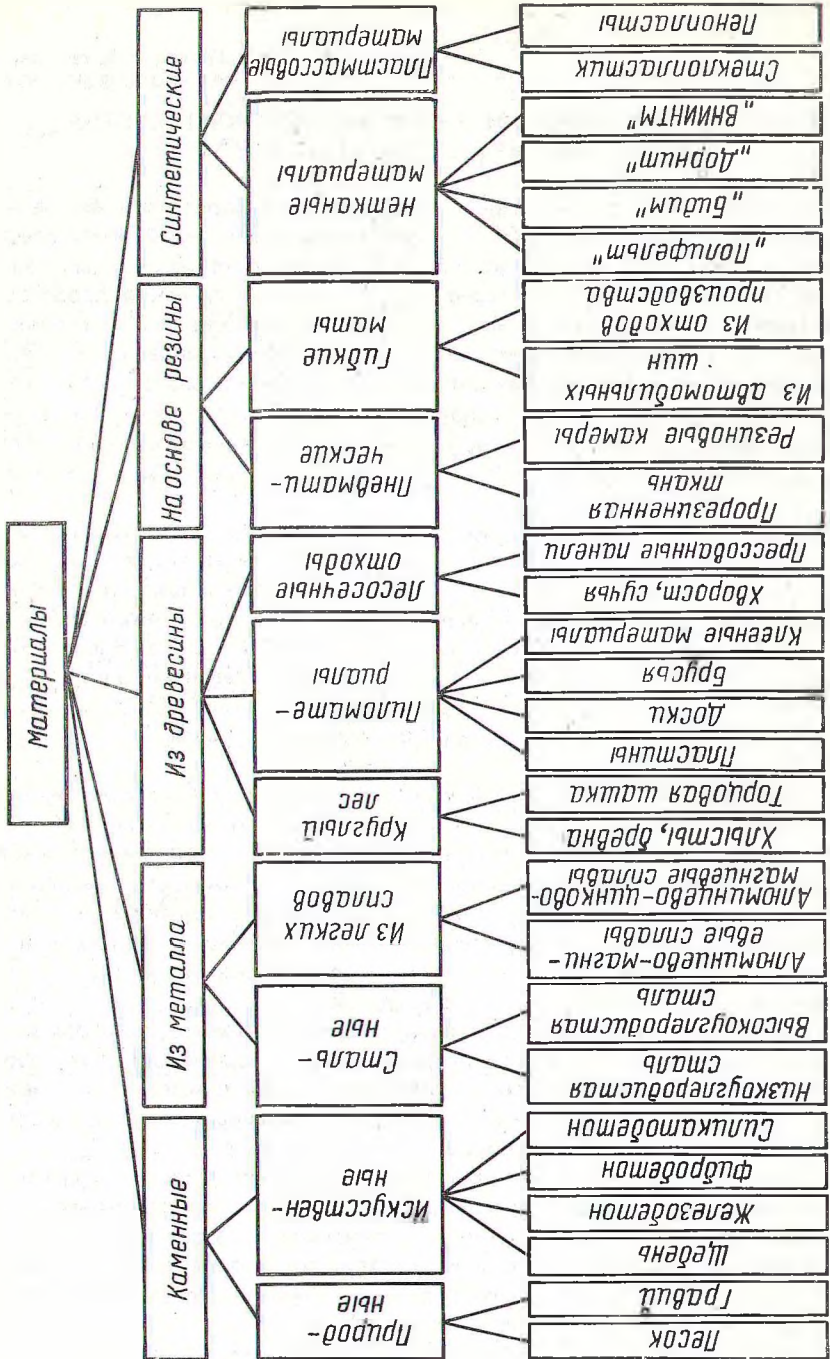 Материалы
Каменные
Из металла
Из древесины
На основе резины
Синтетические
Природ-
ные
Искусствен-
ные
Сталь-
ные
Из легких
сплавов
Круглый
лес
Пиломате-
риалы
Лесосечные
отходы
Пневмати-
ческие
Гибкие
маты
Нетканые
материалы
Пластмассовые
материалы
Песок
Гравий
Щебень
Железобетон
Фибробетон
Силикатобетон
Низкоуглеродистая
сталь
Высокоуглеродистая
сталь
Алюминиево-магни-
евые сплавы
Алюминиево-цинково-
магниевые сплавы
Хлысты, бревна
Торцовая шашка
Пластины
Доски
Брусья
Клееные материалы
Хворост, сучья
Прессованные панели
Прорезиненная
ткань
Резиновые камеры
Из автомобильных
шин
Из отходов
производства
„Полифельт"
„Бидим"
„Дорнит"
„ВНИИНТМ"
Стеклопластик
Пенопласты